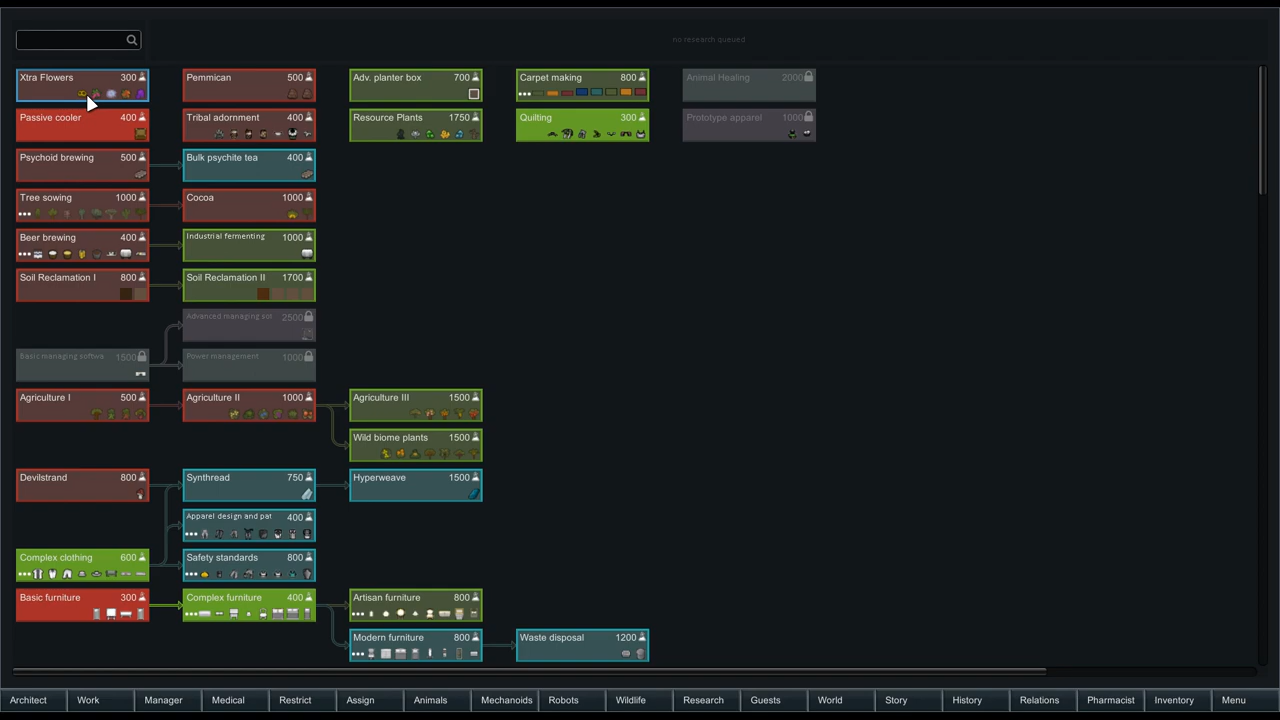 no research queued
Xtra Flowers 300
Pemmican 500
Adv. planter box 700
Carpet making 800
Animal Healing 2000
Passive cooler 400
Tribal adornment 400
Resource Plants 1750
Quilting 300
Prototype apparel 1000
Psychoid brewing 500
Bulk psychite tea 400
Tree sowing 1000
Cocoa 1000
Beer brewing 400
Industrial fermenting 1000
Soil Reclamation I 800
Soil Reclamation II 1700
Advanced managing sof 2500
Basic managing softwa 1500
Power management 1000
Agriculture I 500
Agriculture II 1000
Agriculture III 1500
Wild biome plants 1500
Devilstrand 800
Synthread 750
Hyperweave 1500
Apparel design and pat 400
Complex clothing 600
Safety standards 800
Basic furniture 300
Complex furniture 400
Artisan furniture 800
Modern furniture 800
Waste disposal 1200
Architect Work Manager Medical Restrict Assign Animals Mechanoids Robots Wildlife Research Guests World Story History Relations Pharmacist Inventory Menu